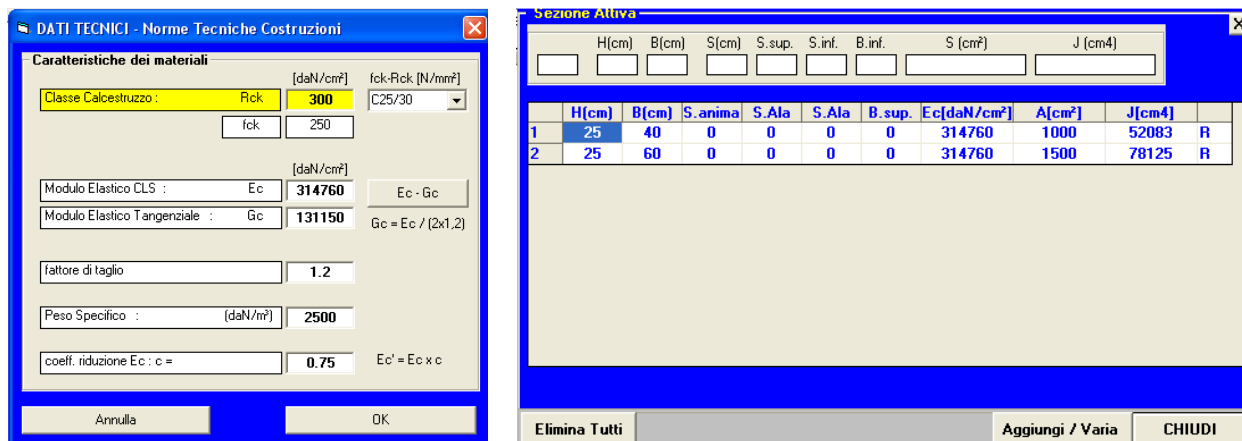 DATI TECNICI - Norme Tecniche Costruzioni
Caratteristiche dei materiali
[daN/cm²] fck-Rck [N/mm²]
Classe Calcestruzzo : Rck 300 C25/30
fck 250
[daN/cm²]
Modulo Elastico CLS : Ec 314760 Ec - Gc
Modulo Elastico Tangenziale : Gc 131150 Gc = Ec / (2x1,2)
fattore di taglio 1.2
Peso Specifico : (daN/m³) 2500
coeff. riduzione Ec : c = 0.75 Ec' = Ec x c
Annulla OK
Sezione Attiva
H(cm) B(cm) S(cm) S.sup. S.inf. B.inf. S (cm²) J (cm4)
H(cm) B(cm) S.anima S.Ala S.Ala B.sup. Ec[daN/cm²] A[cm²] J[cm4]
1 25 40 0 0 0 0 314760 1000 52083 R
2 25 60 0 0 0 0 314760 1500 78125 R
Elimina Tutti Aggiungi / Varia CHIUDI